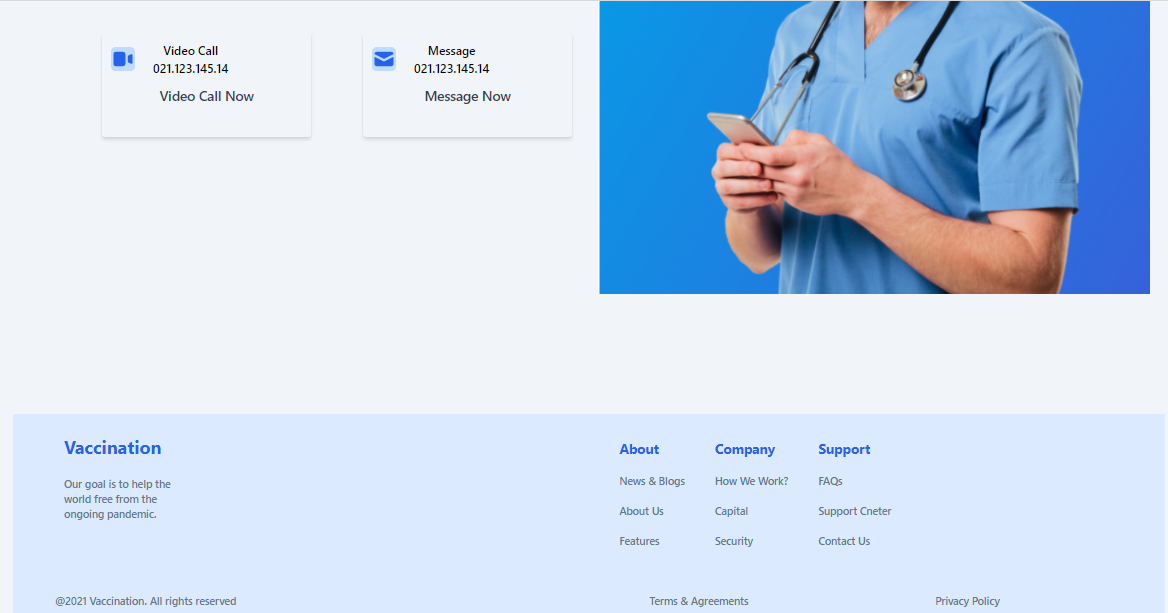 Video Call
021.123.145.14
Video Call Now
Message
021.123.145.14
Message Now
Vaccination
Our goal is to help the
world free from the
ongoing pandemic.
About
News & Blogs
About Us
Features
Company
How We Work?
Capital
Security
Support
FAQs
Support Cneter
Contact Us
@2021 Vaccination. All rights reserved
Terms & Agreements
Privacy Policy